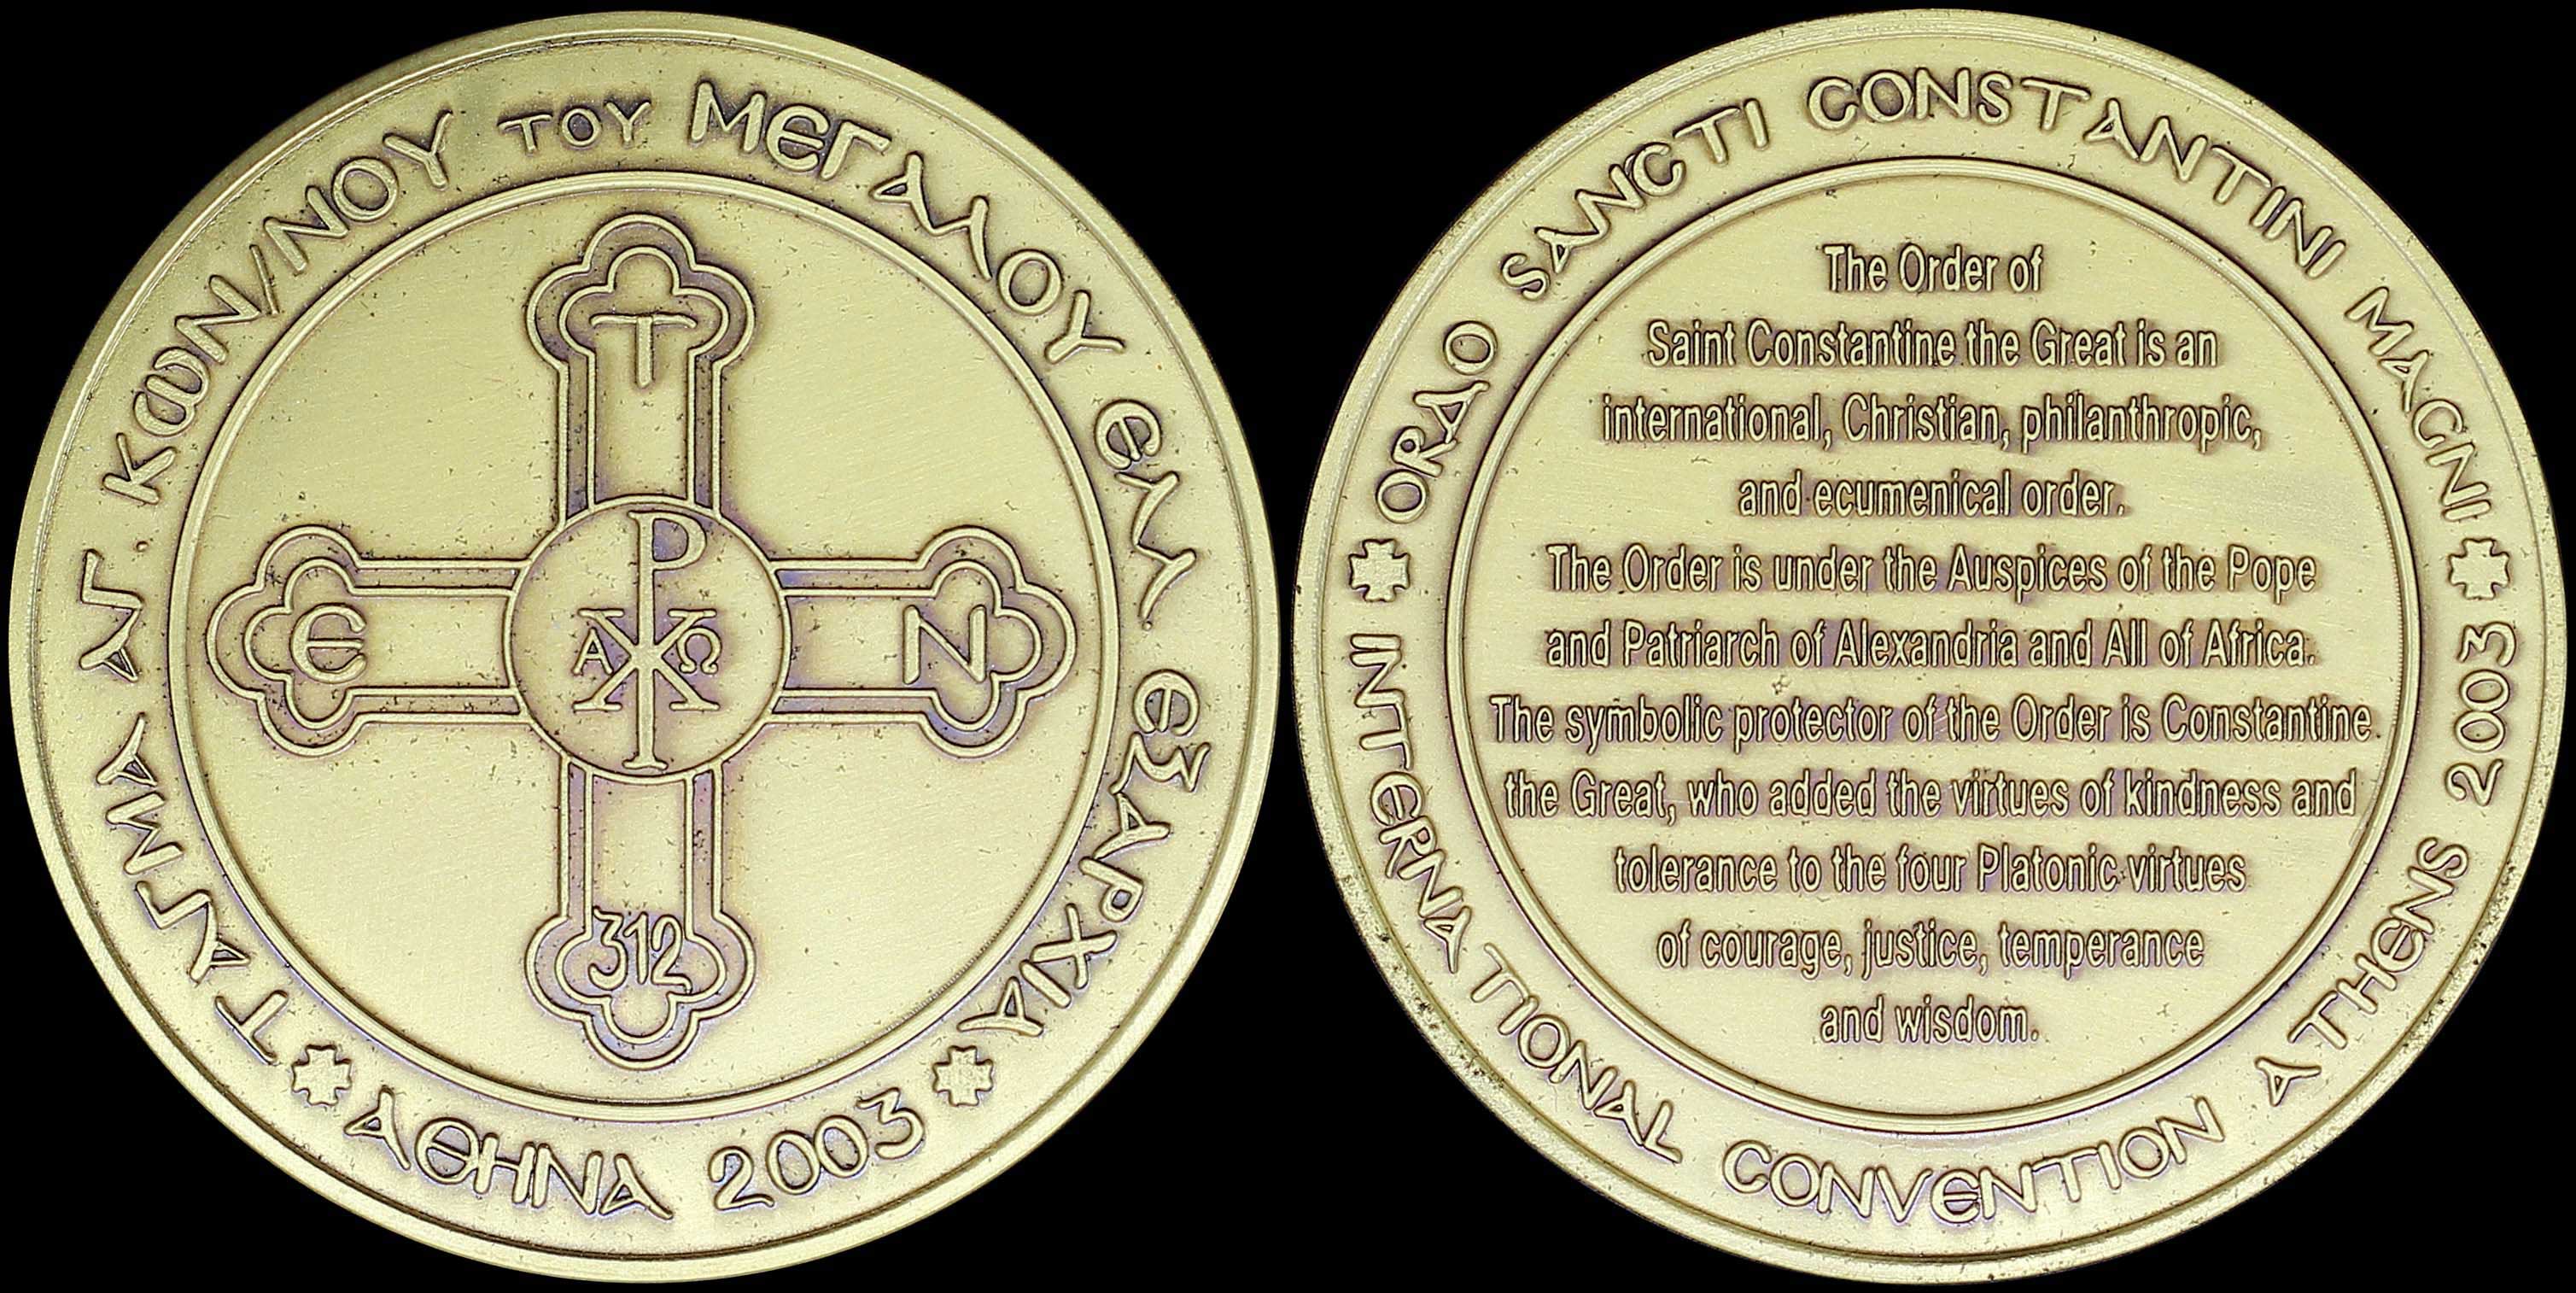 ΤΑΓΜΑ ΑΓ. ΚΩΝ/ΝΟΥ ΤΟΥ ΜΕΓΑΛΟΥ ΕΛΛ. ΕΞΑΡΧΙΑ
ΑΘΗΝΑ 2003
Τ
Ε
Ν
312
Ρ
Α Χ Ω
ORDO SANCTI CONSTANTINI MAGNI
INTERNATIONAL CONVENTION ATHENS 2003
The Order of
Saint Constantine the Great is an
international, Christian, philanthropic,
and ecumenical order.
The Order is under the Auspices of the Pope
and Patriarch of Alexandria and All of Africa.
The symbolic protector of the Order is Constantine
the Great, who added the virtues of kindness and
tolerance to the four Platonic virtues
of courage, justice, temperance
and wisdom.